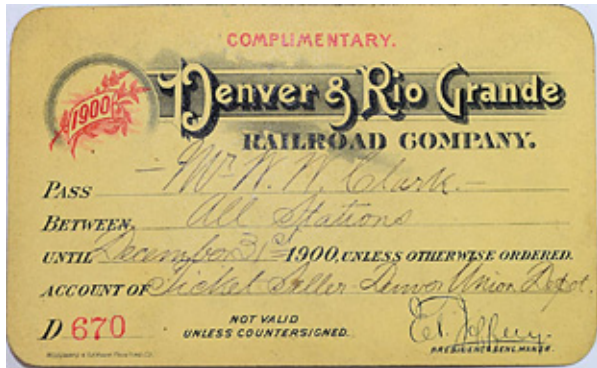 COMPLIMENTARY.
1900
Denver & Rio Grande
RAILROAD COMPANY.
PASS — Mr. W. W. Clark. —
BETWEEN All Stations
UNTIL December 31st 1900, UNLESS OTHERWISE ORDERED.
ACCOUNT OF Ticket Seller Denver Union Depot.
D 670
NOT VALID
UNLESS COUNTERSIGNED.
E.T. Jeffery.
PRESIDENT & GENL MANGR.